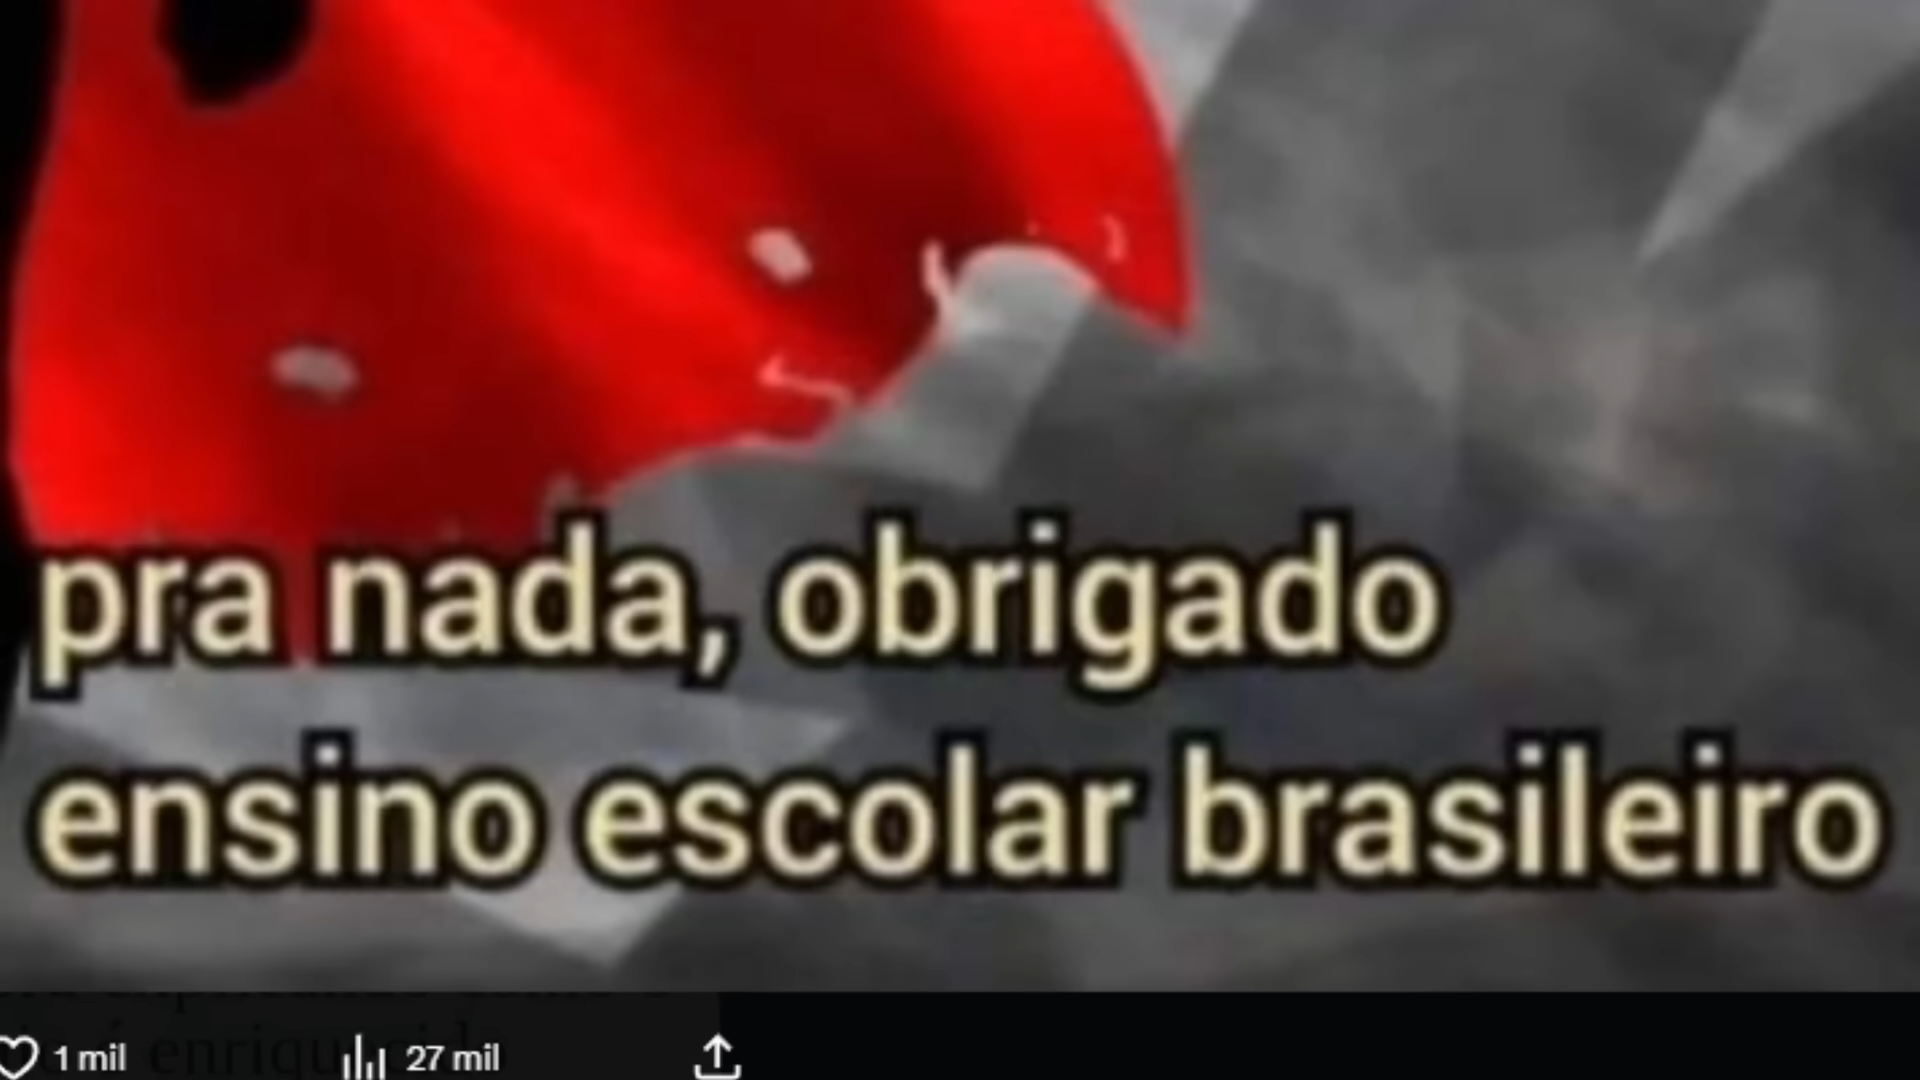 pra nada, obrigado
ensino escolar brasileiro
1 mil 27 mil